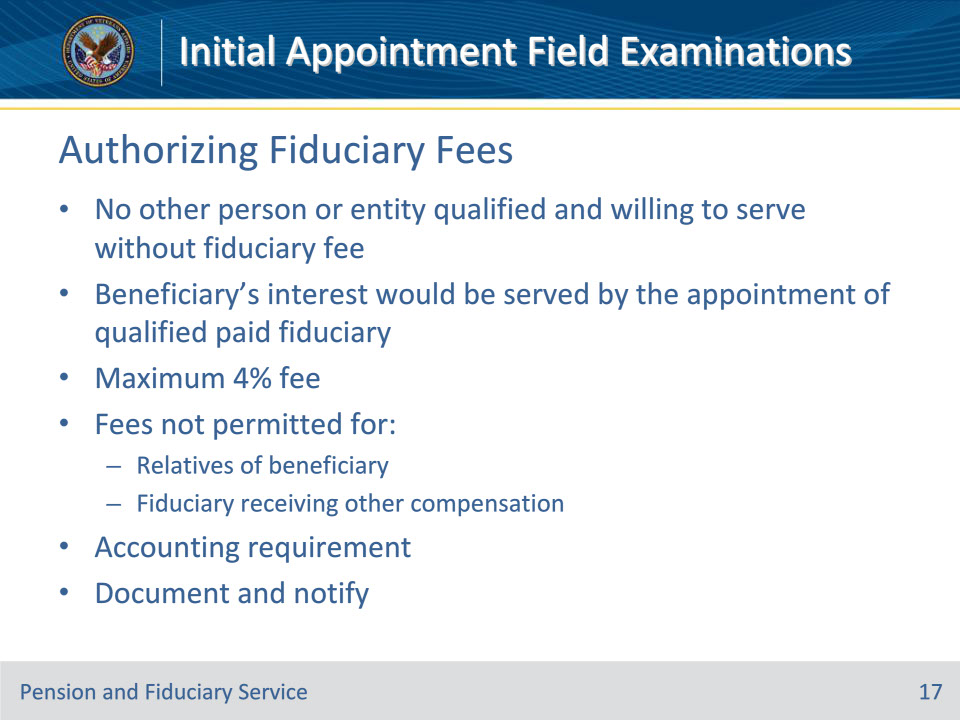 Initial Appointment Field Examinations
Authorizing Fiduciary Fees
• No other person or entity qualified and willing to serve
without fiduciary fee
• Beneficiary’s interest would be served by the appointment of
qualified paid fiduciary
• Maximum 4% fee
• Fees not permitted for:
– Relatives of beneficiary
– Fiduciary receiving other compensation
• Accounting requirement
• Document and notify
Pension and Fiduciary Service
17